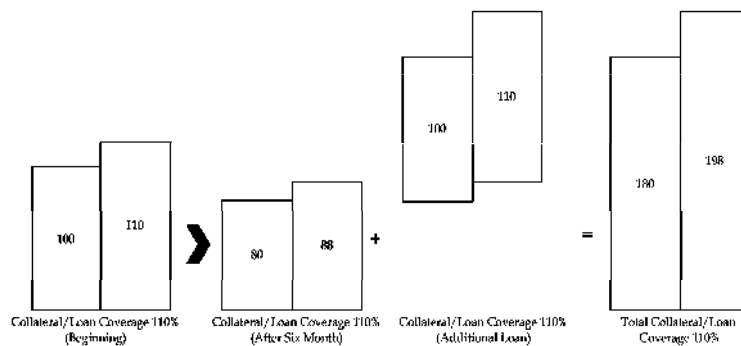 100
110
100
110
80
88
+
180
198
=
Collateral/Loan Coverage 110%
(Beginning)
Collateral/Loan Coverage 110%
(After Six Month)
Collateral/Loan Coverage 110%
(Additional Loan)
Total Collateral/Loan
Coverage 110%